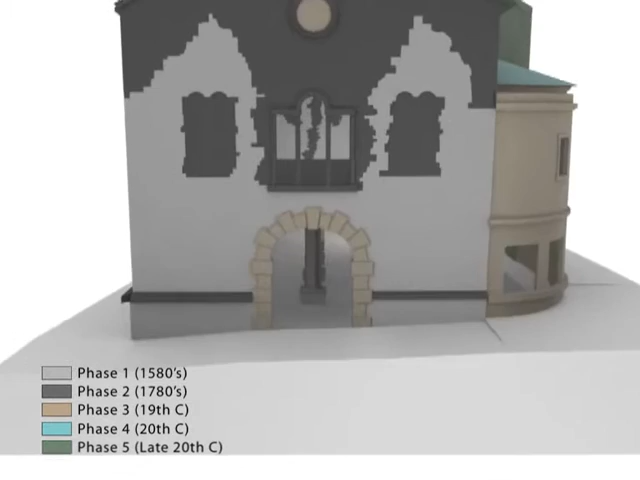 Phase 1 (1580's)
Phase 2 (1780's)
Phase 3 (19th C)
Phase 4 (20th C)
Phase 5 (Late 20th C)